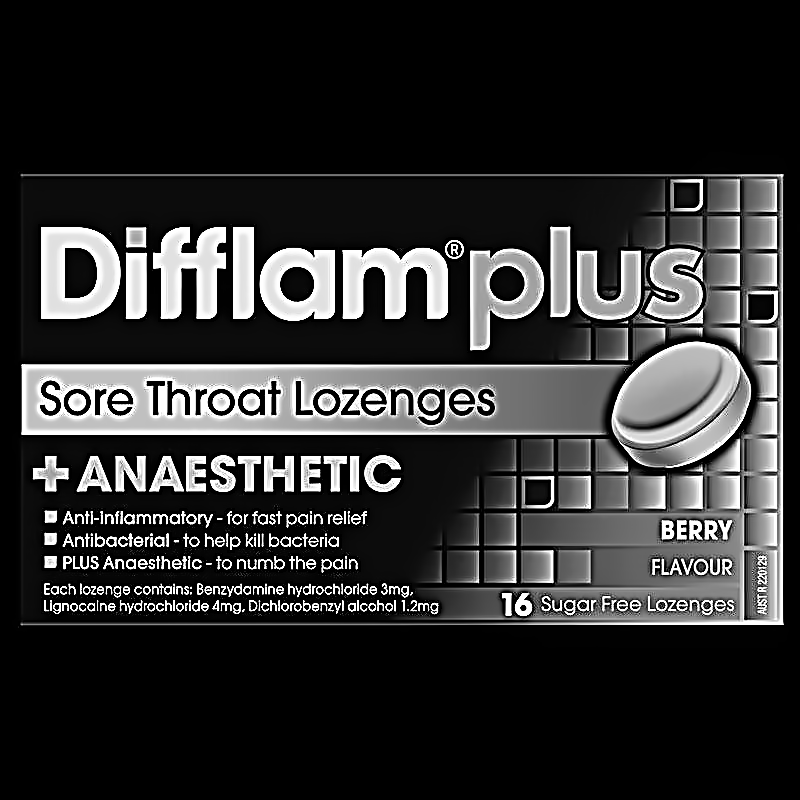 Difflam® plus
Sore Throat Lozenges
+ ANAESTHETIC
Anti-inflammatory - for fast pain relief
Antibacterial - to help kill bacteria
PLUS Anaesthetic - to numb the pain
Each lozenge contains: Benzydamine hydrochloride 3mg,
Lignocaine hydrochloride 4mg, Dichlorobenzyl alcohol 1.2mg
BERRY
FLAVOUR
16 Sugar Free Lozenges
AUST R 220129